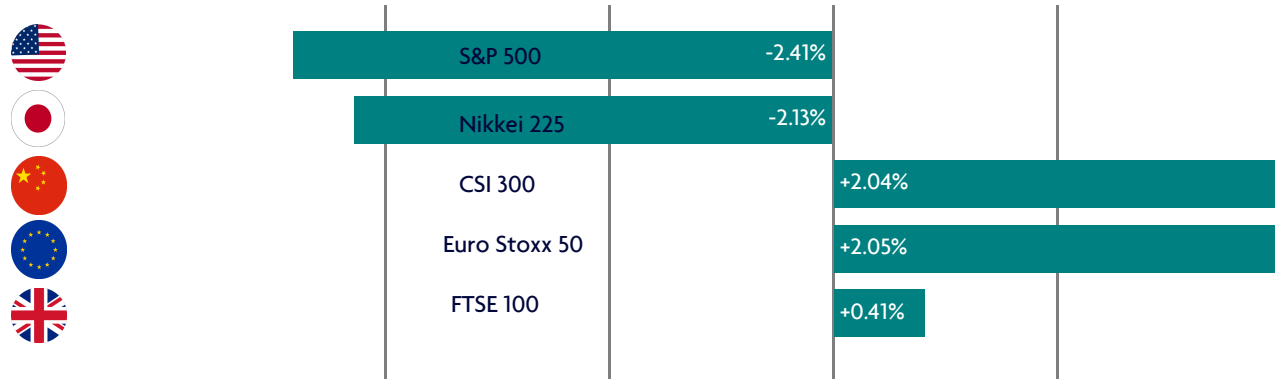 S&P 500 -2.41%
Nikkei 225 -2.13%
CSI 300 +2.04%
Euro Stoxx 50 +2.05%
FTSE 100 +0.41%